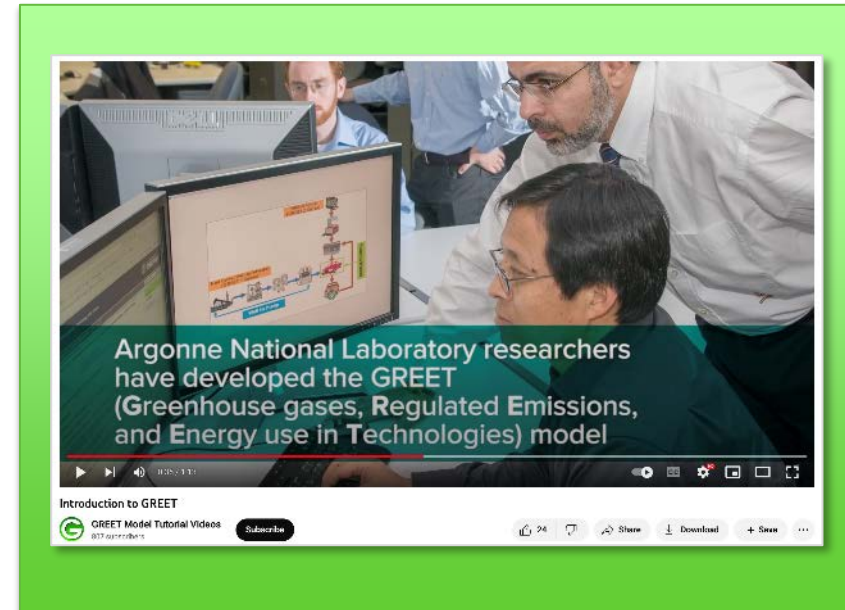 Argonne National Laboratory researchers
have developed the GREET
(Greenhouse gases, Regulated Emissions,
and Energy use in Technologies) model
Introduction to GREET
GREET Model Tutorial Videos
Subscribe
24
Share
Download
+ Save
subscribers